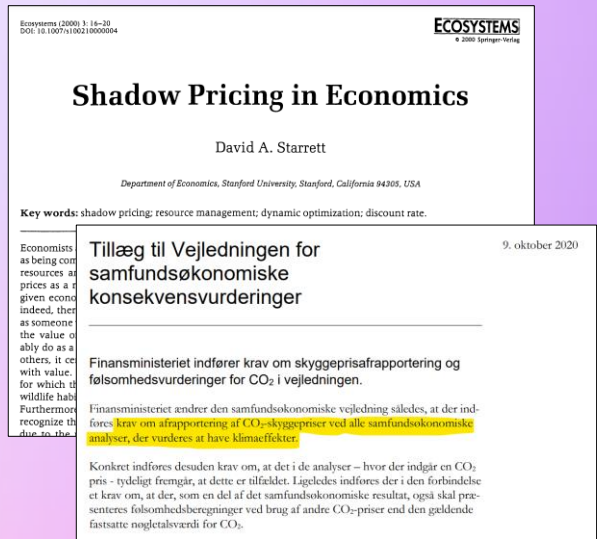 Ecosystems (2000) 3: 16–20
DOI: 10.1007/s100210000004
ECOSYSTEMS
© 2000 Springer-Verlag
Shadow Pricing in Economics
David A. Starrett
Department of Economics, Stanford University, Stanford, California 94305, USA
Key words: shadow pricing; resource management; dynamic optimization; discount rate.
Economists
as being com
resources an
prices as a r
given econo
indeed, ther
as someone
the value o
ably do as a
others, it ce
with value.
for which th
wildlife habi
Furthermore
recognize th
due to the
Tillæg til Vejledningen for
samfundsøkonomiske
konsekvensvurderinger
9. oktober 2020
Finansministeriet indfører krav om skyggeprisafrapportering og
følsomhedsvurderinger for CO₂ i vejledningen.
Finansministeriet ændrer den samfundsøkonomiske vejledning således, at der ind-
føres krav om afrapportering af CO₂-skyggepriser ved alle samfundsøkonomiske
analyser, der vurderes at have klimaeffekter.
Konkret indføres desuden krav om, at det i de analyser – hvor der indgår en CO₂
pris - tydeligt fremgår, at dette er tilfældet. Ligeledes indføres der i den forbindelse
et krav om, at der, som en del af det samfundsøkonomiske resultat, også skal præ-
senteres følsomhedsberegninger ved brug af andre CO₂-priser end den gældende
fastsatte nøgletalsværdi for CO₂.